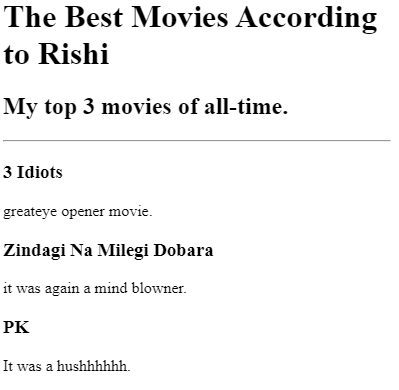 The Best Movies According
to Rishi
My top 3 movies of all-time.
3 Idiots
greateye opener movie.
Zindagi Na Milegi Dobara
it was again a mind blowner.
PK
It was a hushhhhhh.